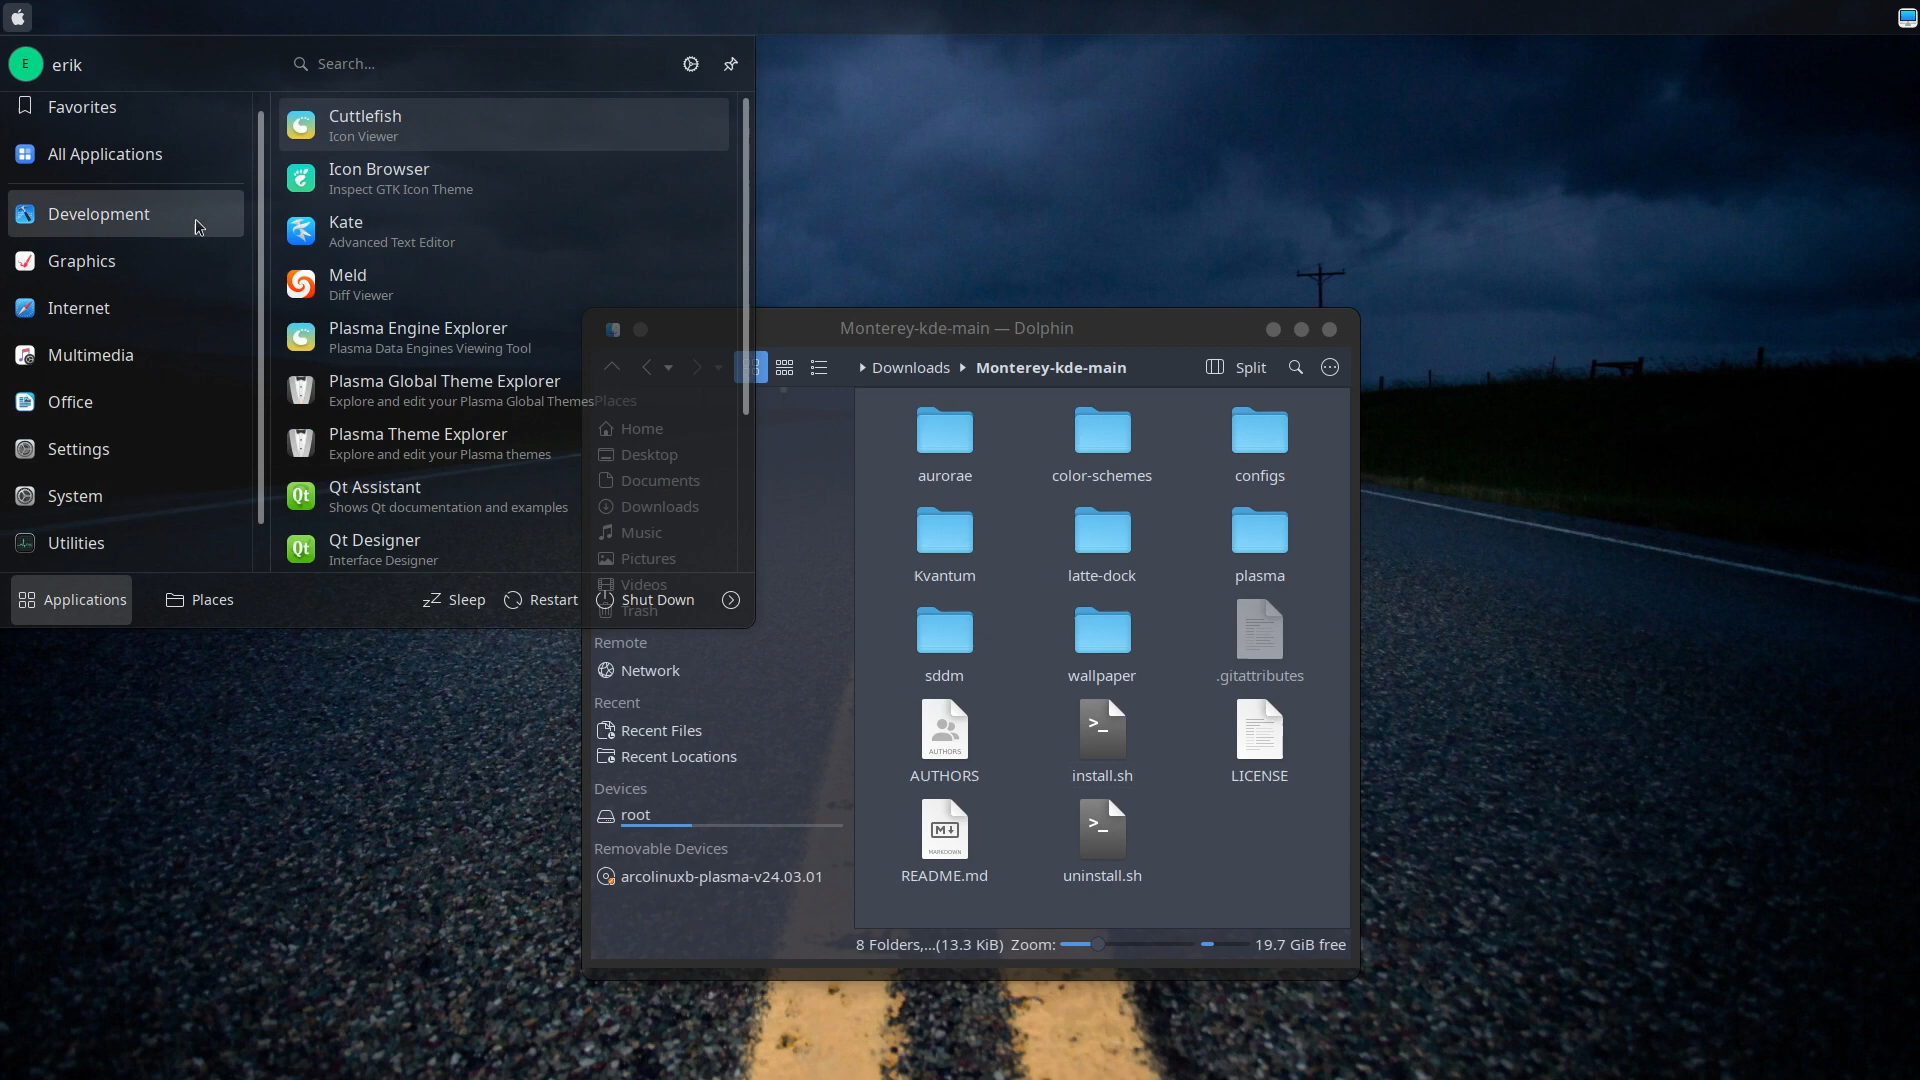 E
erik
Search...
Favorites
All Applications
Development
Graphics
Internet
Multimedia
Office
Settings
System
Utilities
Cuttlefish
Icon Viewer
Icon Browser
Inspect GTK Icon Theme
Kate
Advanced Text Editor
Meld
Diff Viewer
Plasma Engine Explorer
Plasma Data Engines Viewing Tool
Plasma Global Theme Explorer
Explore and edit your Plasma Global Themes
Plasma Theme Explorer
Explore and edit your Plasma themes
Qt Assistant
Shows Qt documentation and examples
Qt Designer
Interface Designer
Applications
Places
Sleep
Restart
Shut Down
Monterey-kde-main — Dolphin
Downloads
Monterey-kde-main
Split
Places
Home
Desktop
Documents
Downloads
Music
Pictures
Videos
Trash
Remote
Network
Recent
Recent Files
Recent Locations
Devices
root
Removable Devices
arcolinuxb-plasma-v24.03.01
aurorae
color-schemes
configs
Kvantum
latte-dock
plasma
sddm
wallpaper
.gitattributes
AUTHORS
AUTHORS
install.sh
LICENSE
MARKDOWN
README.md
uninstall.sh
8 Folders,...(13.3 KiB)
Zoom:
19.7 GiB free